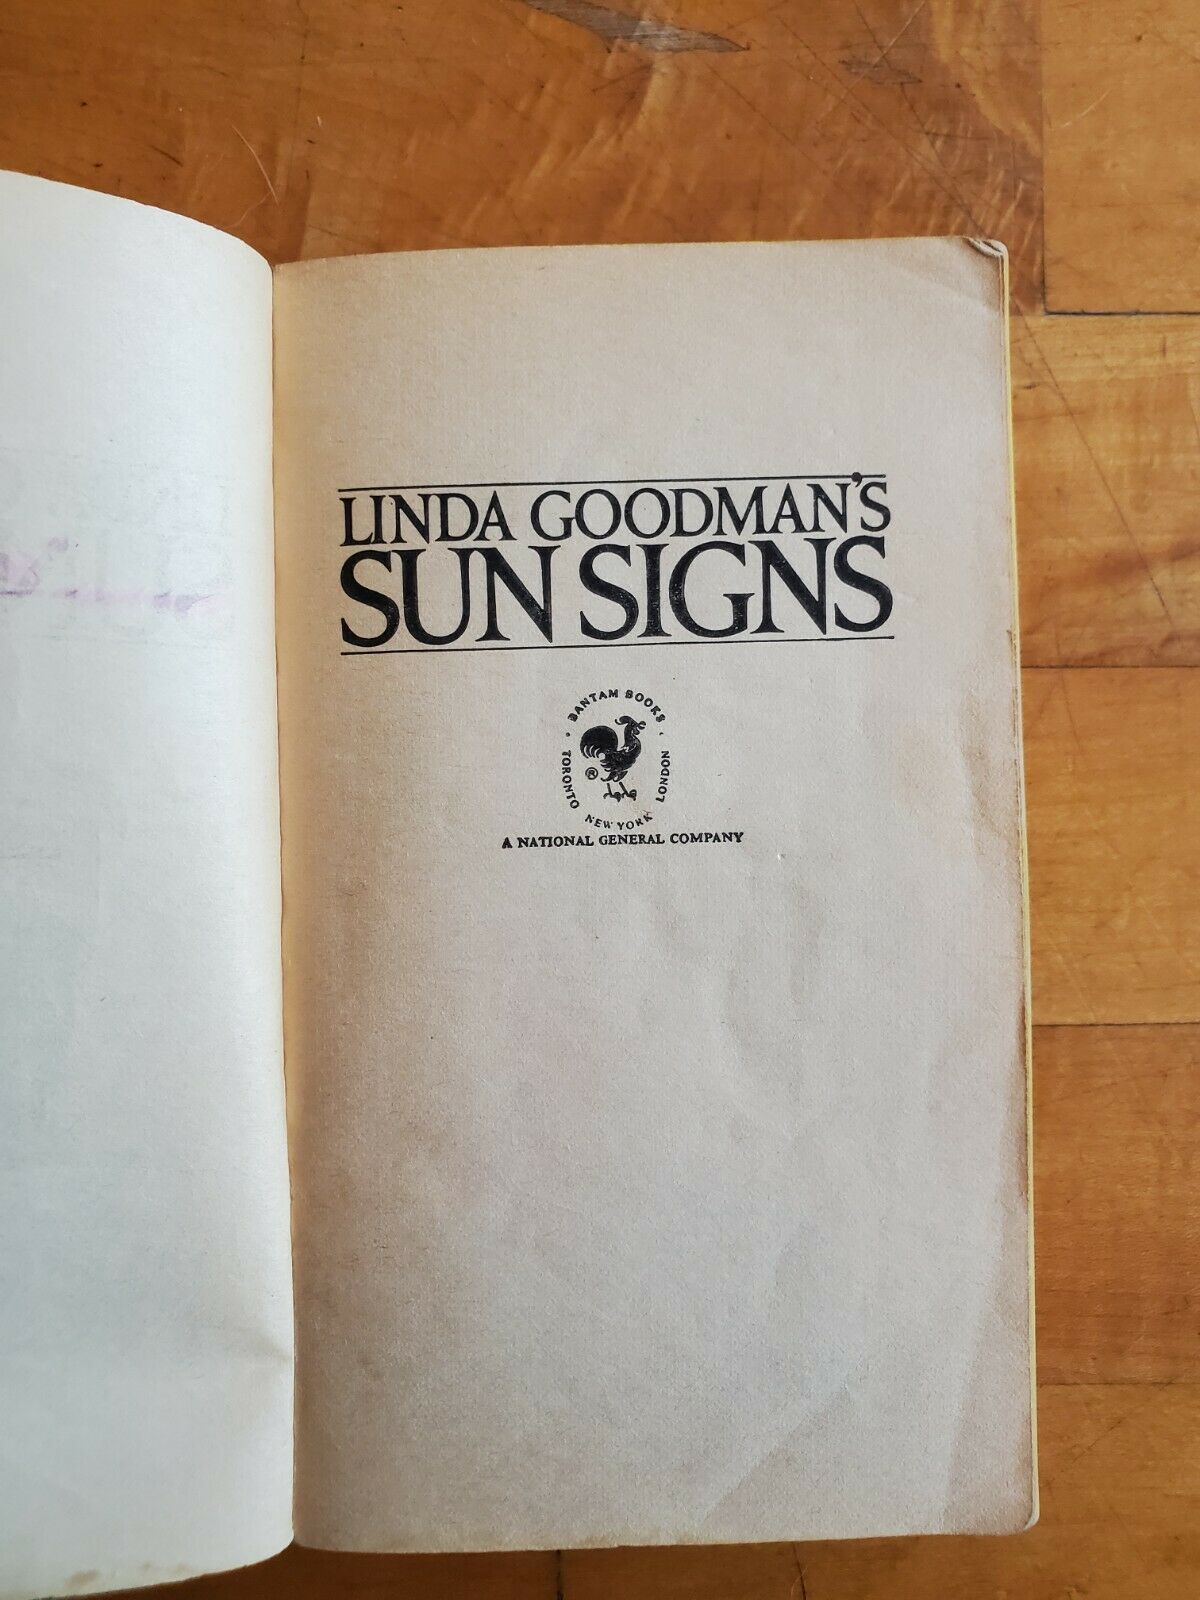 LINDA GOODMAN'S
SUN SIGNS
BANTAM BOOKS
TORONTO · NEW YORK · LONDON
®
A NATIONAL GENERAL COMPANY